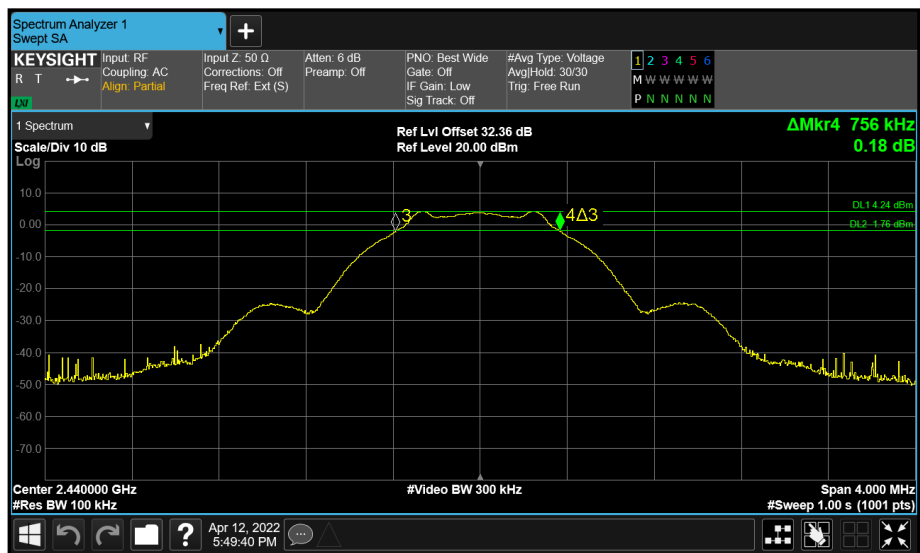 Spectrum Analyzer 1
Swept SA
+
KEYSIGHT
R T
LXI
Input: RF
Coupling: AC
Align: Partial
Input Z: 50 Ω
Corrections: Off
Freq Ref: Ext (S)
Atten: 6 dB
Preamp: Off
PNO: Best Wide
Gate: Off
IF Gain: Low
Sig Track: Off
#Avg Type: Voltage
Avg|Hold: 30/30
Trig: Free Run
1 2 3 4 5 6
M W W W W W
P N N N N N
1 Spectrum
Scale/Div 10 dB
Log
Ref Lvl Offset 32.36 dB
Ref Level 20.00 dBm
ΔMkr4 756 kHz
0.18 dB
10.0
DL1 4.24 dBm
3
4Δ3
0.00
DL2 -1.76 dBm
-10.0
-20.0
-30.0
-40.0
-50.0
-60.0
-70.0
Center 2.440000 GHz
#Video BW 300 kHz
Span 4.000 MHz
#Res BW 100 kHz
#Sweep 1.00 s (1001 pts)
?
Apr 12, 2022
5:49:40 PM